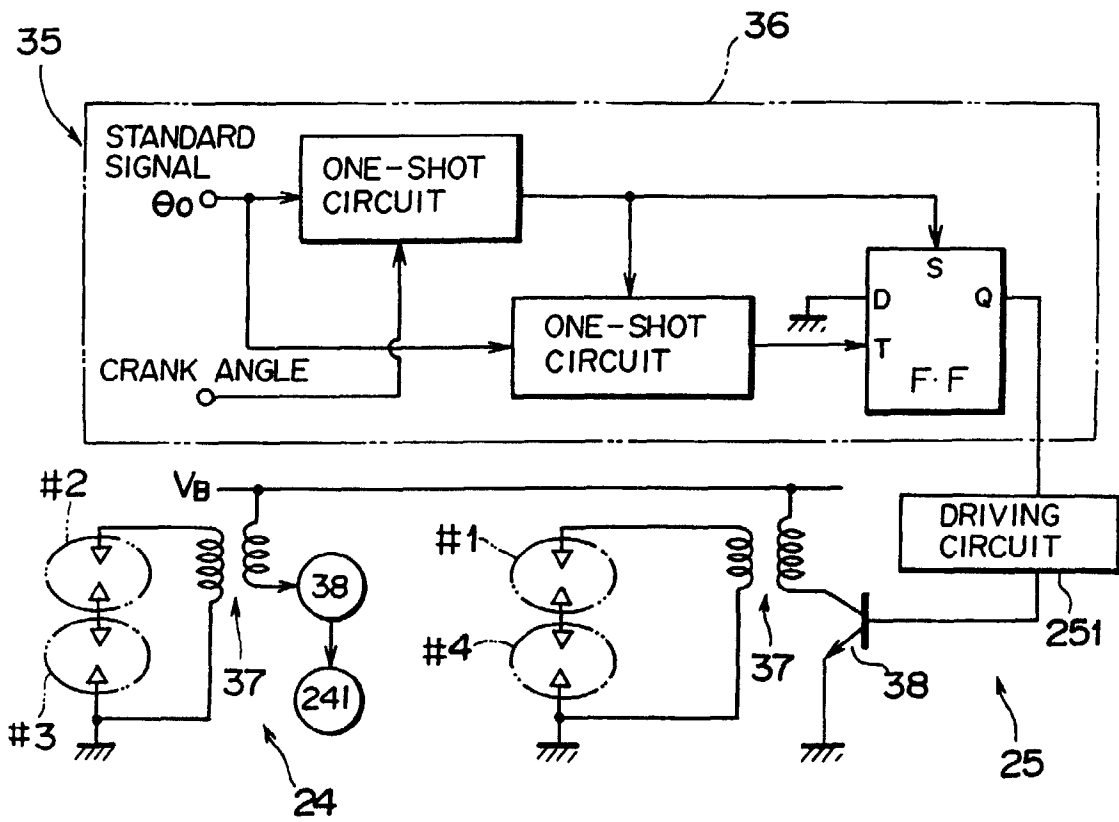 35
36
STANDARD
SIGNAL
θo
ONE-SHOT
CIRCUIT
S
D
Q
ONE-SHOT
CIRCUIT
T
F·F
CRANK ANGLE
#2
VB
#1
DRIVING
CIRCUIT
38
251
#4
37
37
38
241
#3
25
24